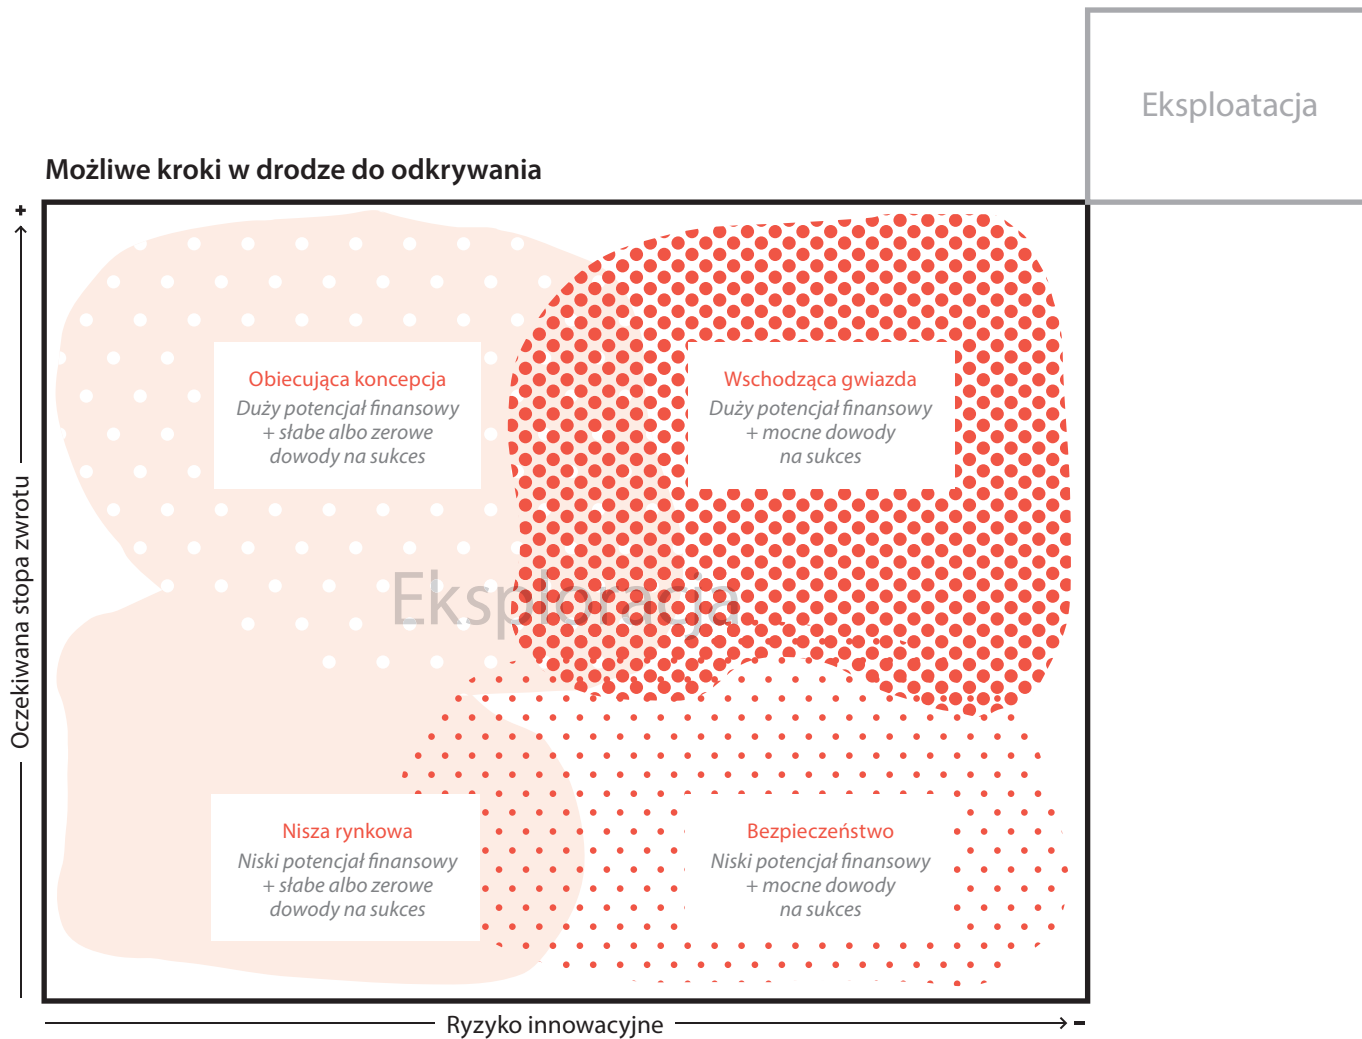 Eksploatacja
Możliwe kroki w drodze do odkrywania
+
Oczekiwana stopa zwrotu
Obiecująca koncepcja
Duży potencjał finansowy
+ słabe albo zerowe
dowody na sukces
Wschodząca gwiazda
Duży potencjał finansowy
+ mocne dowody
na sukces
Eksploracja
Nisza rynkowa
Niski potencjał finansowy
+ słabe albo zerowe
dowody na sukces
Bezpieczeństwo
Niski potencjał finansowy
+ mocne dowody
na sukces
Ryzyko innowacyjne
-